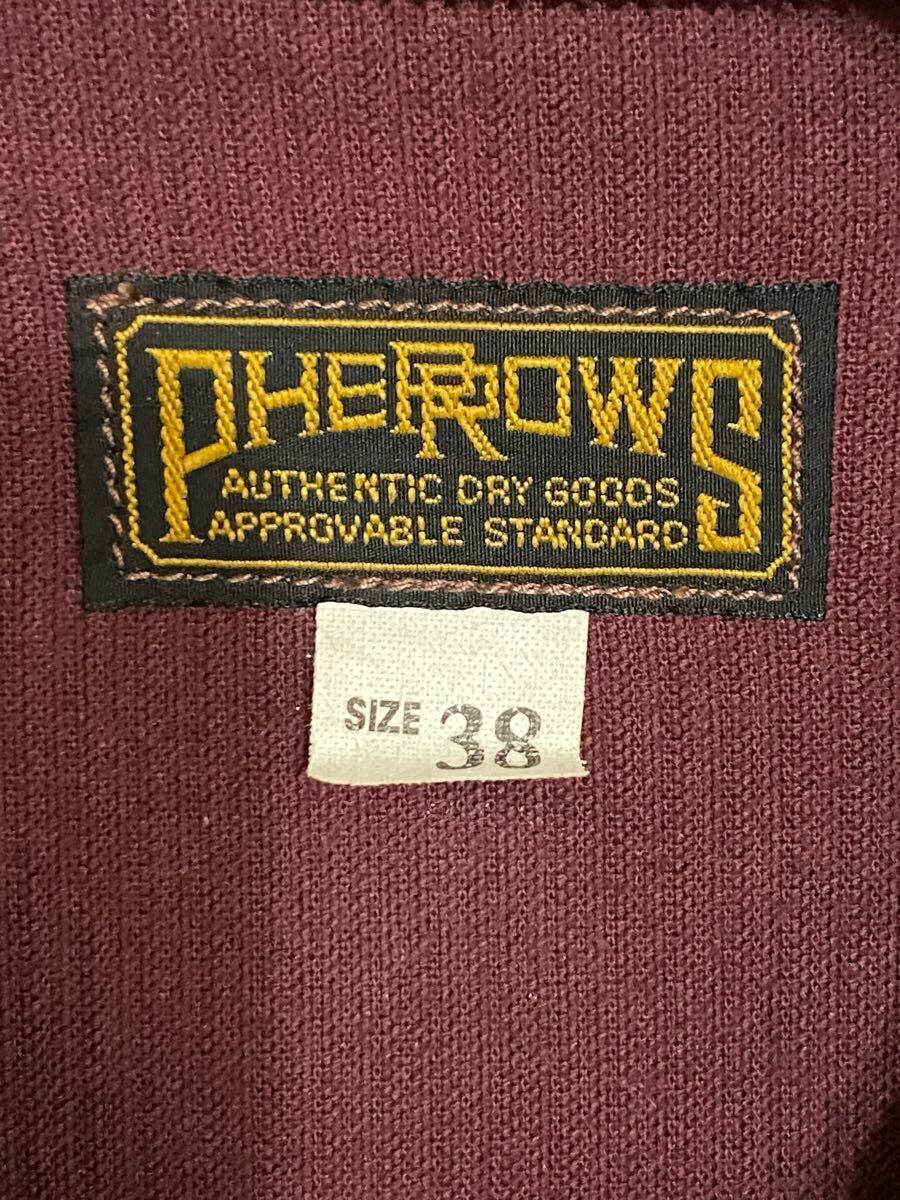 PHERROWS
AUTHENTIC DRY GOODS
APPROVABLE STANDARD
SIZE 38